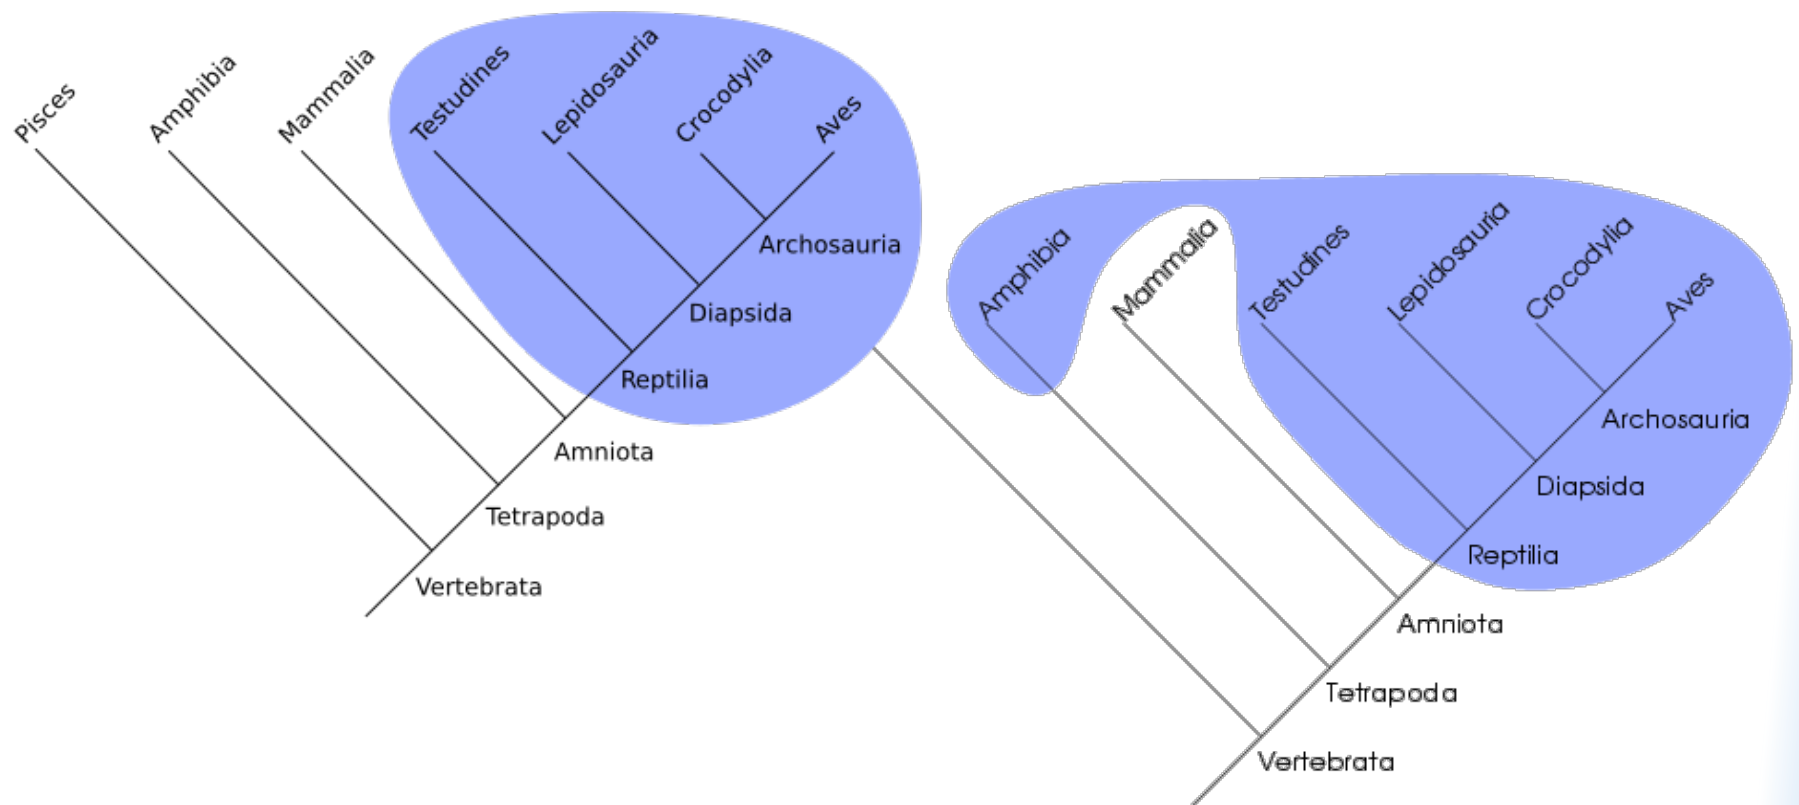 Pisces
Amphibia
Mammalia
Testudines
Lepidosauria
Crocodylia
Aves
Archosauria
Diapsida
Reptilia
Amniota
Tetrapoda
Vertebrata
Amphibia
Mammalia
Testudines
Lepidosauria
Crocodylia
Aves
Archosauria
Diapsida
Reptilia
Amniota
Tetrapoda
Vertebrata